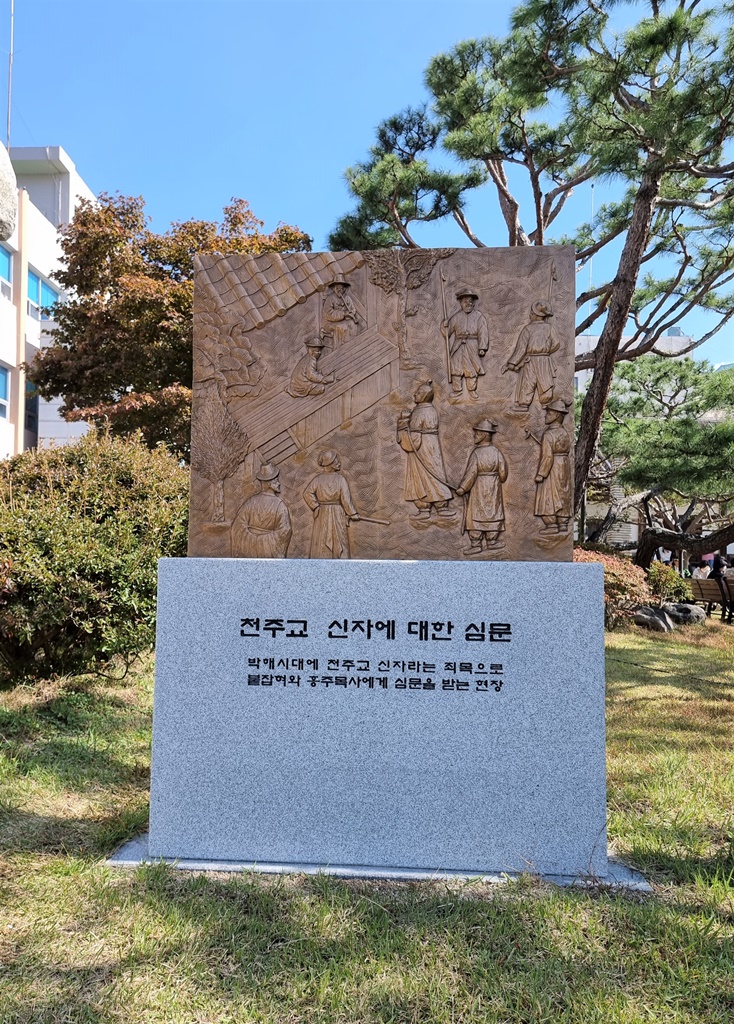 천주교 신자에 대한 심문
박해시대에 천주교 신자라는 죄목으로
붙잡혀와 홍주목사에게 심문을 받는 현장